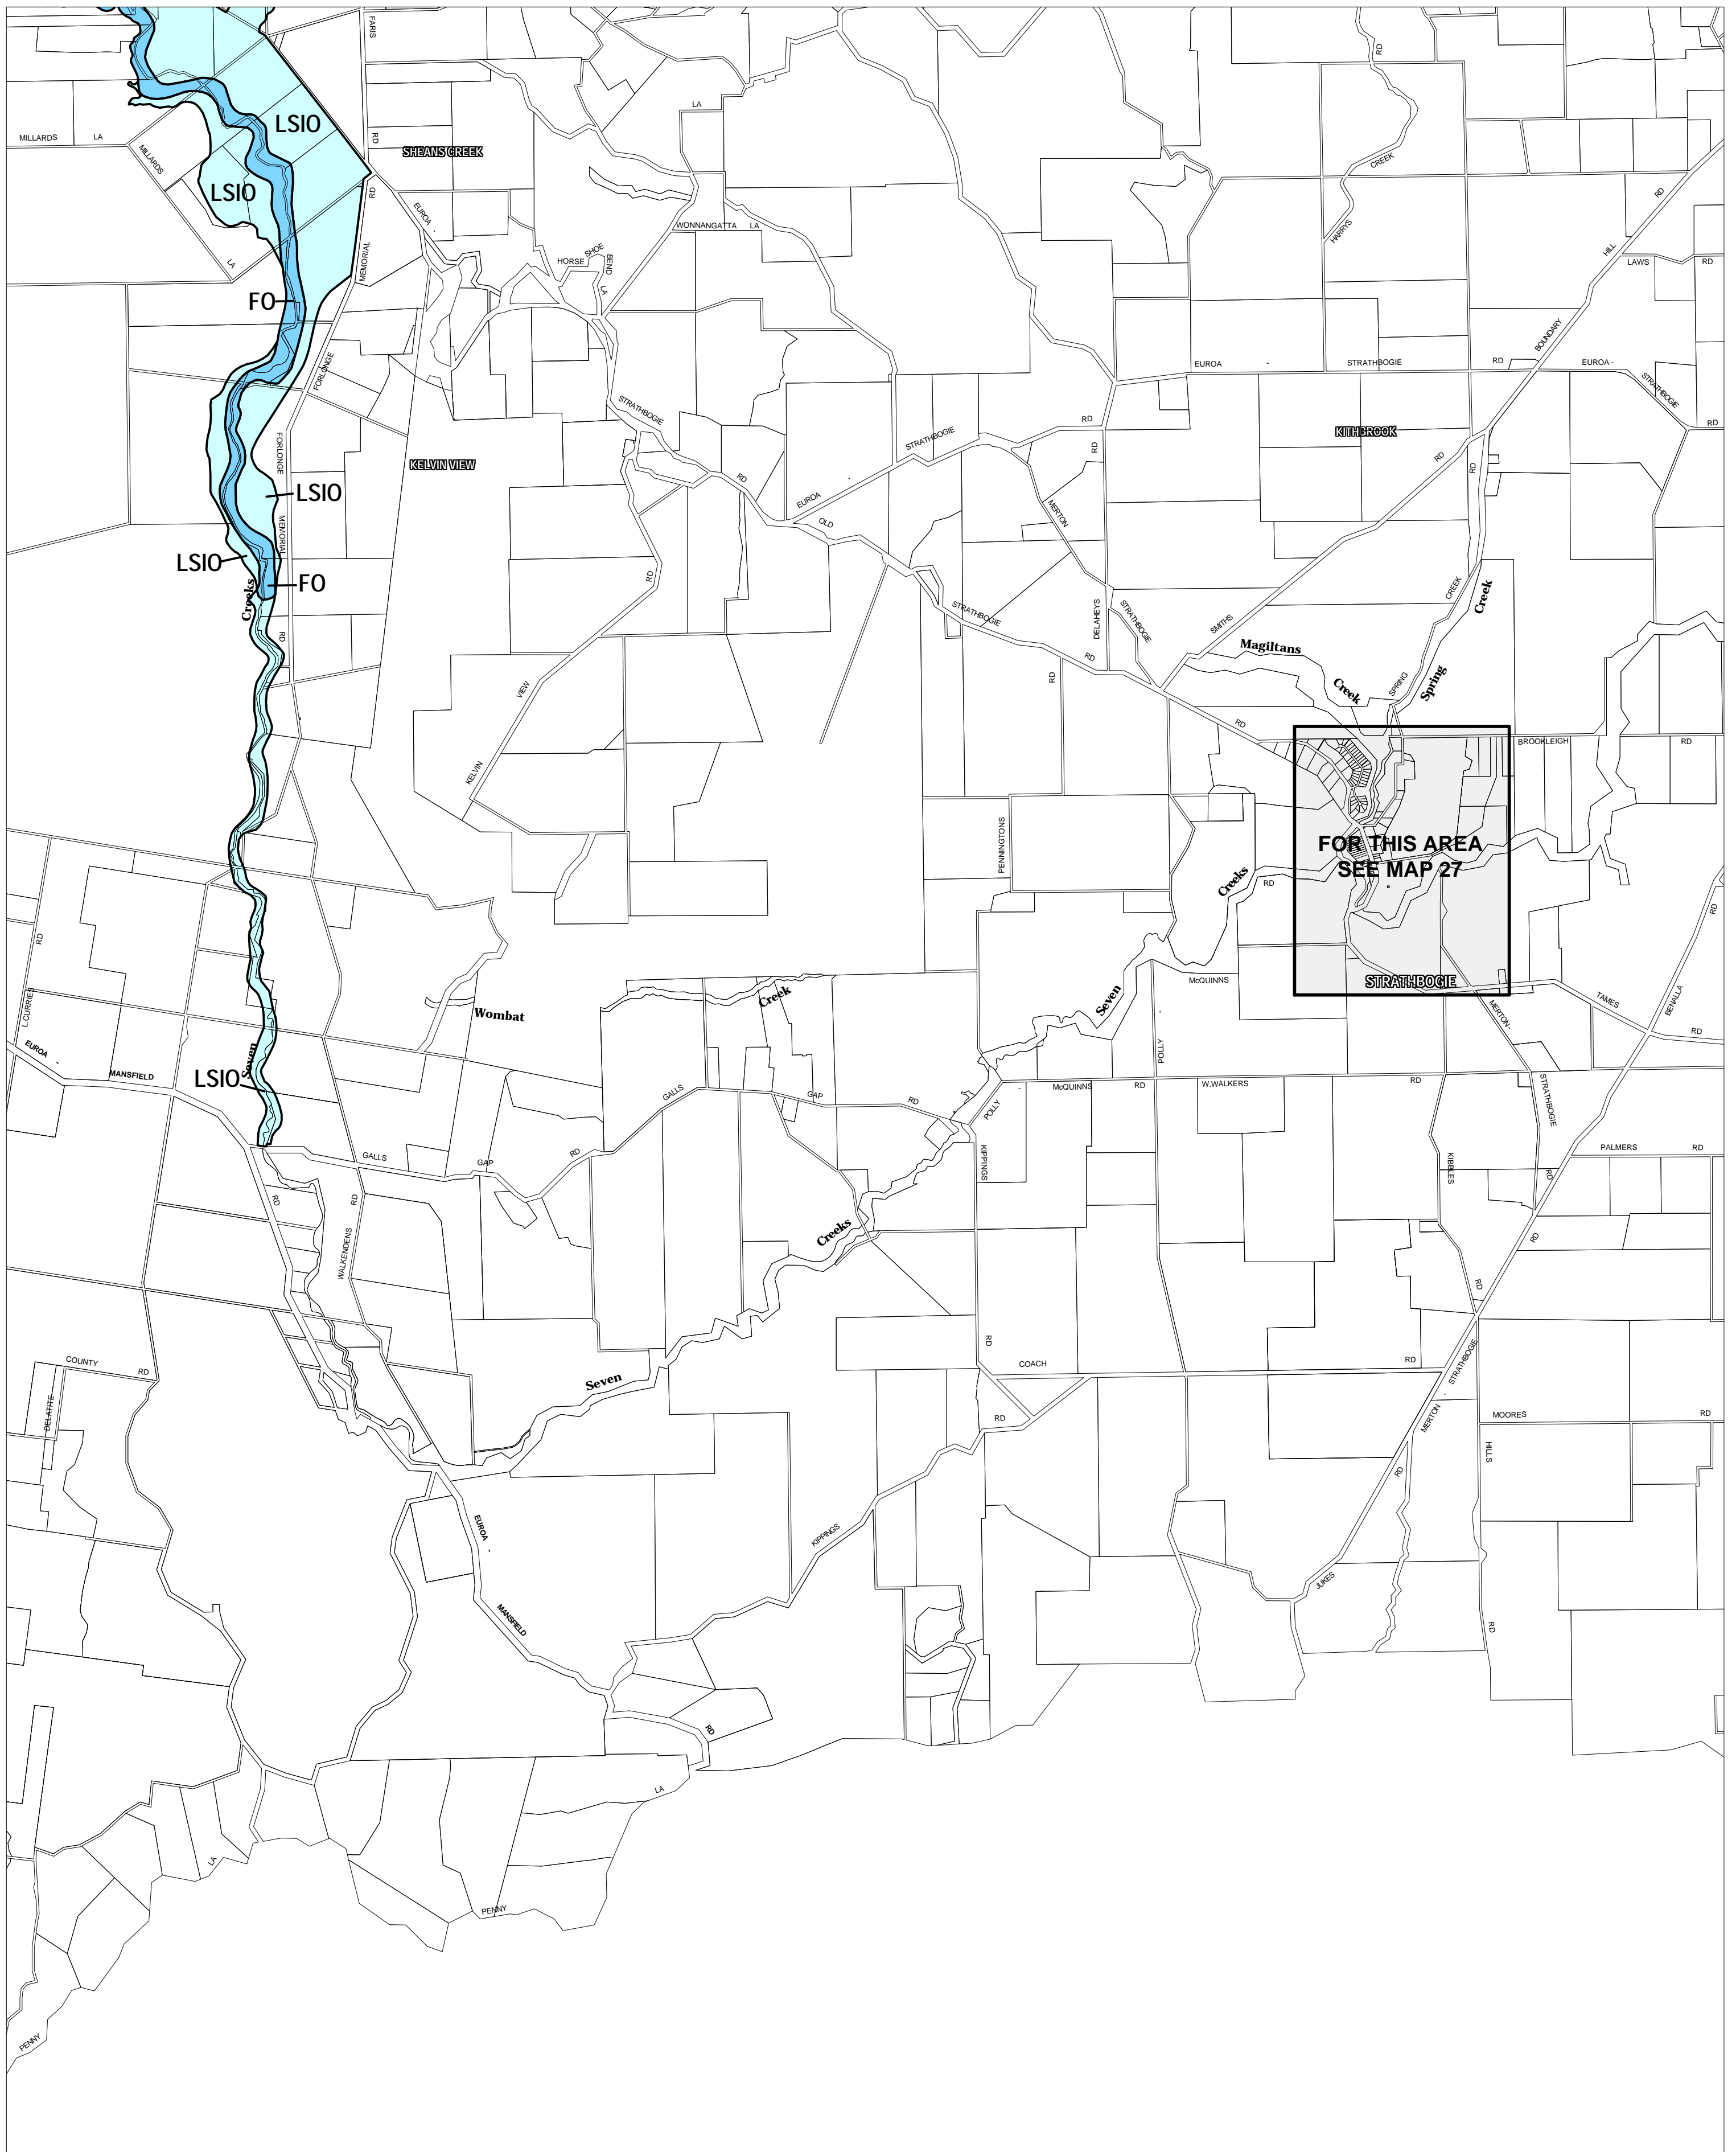 FARIS
RD
LSIO
LA
MILLARDS LA
RD
SHEANS CREEK
MILLARDS
CREEK
LSIO
RD
RD
EUROA -
WONNANGATTA LA
HARRYS
HILL
LA
MEMORIAL
HORSE SHOE BEND
LA
LAWS RD
FO
BOUNDARY
EUROA - STRATHBOGIE RD
EUROA -
STRATHBOGIE
FORLONGE
STRATHBOGIE
RD
RD
KITHBROOK
FORLONGE
STRATHBOGIE
RD
RD
KELVIN VIEW
RD
RD
LSIO
RD
EUROA -
MERTON
MEMORIAL
OLD
LSIO
FO
Creeks
RD
CREEK
Creek
STRATHBOGIE
DELAHEYS
STRATHBOGIE
SMITHS
RD
Magiltans
Creek
RD
RD
VIEW
SPRING
Spring
RD
BROOKLEIGH RD
KELVIN
PENNINGTONS
FOR THIS AREA
SEE MAP 27
Creeks
RD
RD
RD
McQUINNS
STRATHBOGIE
L.CURRIES
Creek
Seven
Wombat
TAMES
BENALLA
MERTON-
RD
EUROA -
MANSFIELD
Seven
POLLY -
LSIO
GALLS GAP RD
POLLY -
McQUINNS RD
W.WALKERS RD
STRATHBOGIE
GALLS GAP RD
KIPPINGS
KIBBLES
PALMERS RD
RD
RD
RD
WALKENDENS
Creeks
RD
RD
RD
COUNTY RD
COACH RD
STRATHBOGIE -
Seven
DELATITE
RD
MERTON
MOORES RD
HILLS
RD
EUROA -
KIPPINGS
JUKES
MANSFIELD
RD
RD
LA
LA
PENNY
PENNY